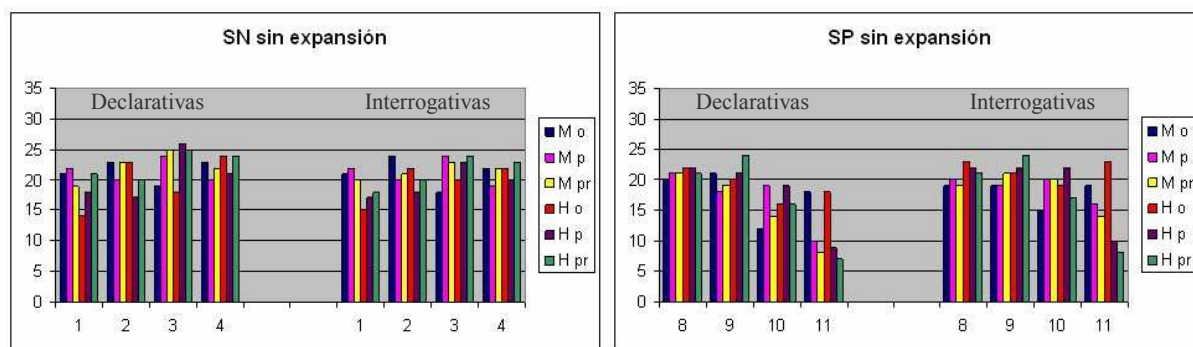 SN sin expansión
35
30
25
20
15
10
5
0
Declarativas
Interrogativas
1 2 3 4 1 2 3 4
M o
M p
M pr
H o
H p
H pr
SP sin expansión
35
30
25
20
15
10
5
0
Declarativas
Interrogativas
8 9 10 11 8 9 10 11
M o
M p
M pr
H o
H p
H pr